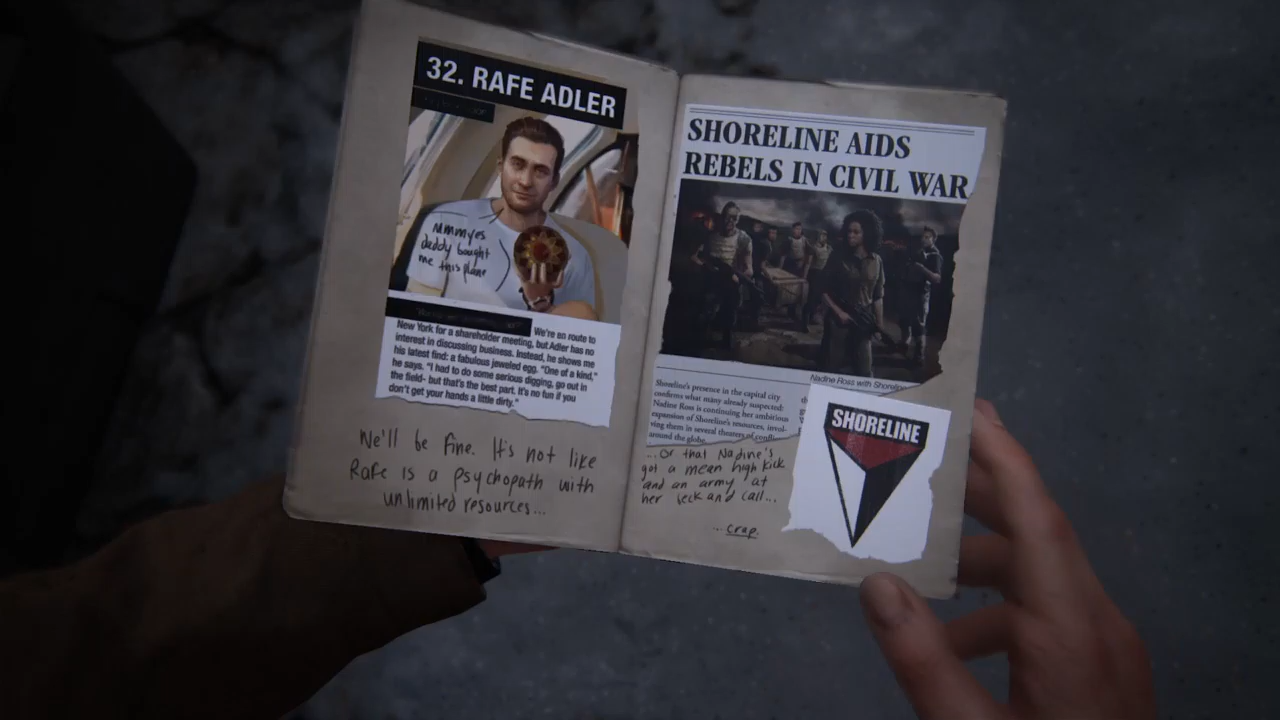 32. RAFE ADLER
Mmmyes
daddy bought
me this plane
We're en route to
New York for a shareholder meeting, but Adler has no
interest in discussing business. Instead, he shows me
his latest find: a fabulous jeweled egg. "One of a kind,"
he says. "I had to do some serious digging, go out in
the field- but that's the best part. It's no fun if you
don't get your hands a little dirty."
We'll be fine. It's not like
Rafe is a psychopath with
unlimited resources...
SHORELINE AIDS
REBELS IN CIVIL WAR
Nadine Ross with Shoreline
Shoreline's presence in the capital city
confirms what many already suspected:
Nadine Ross is continuing her ambitious
expansion of Shoreline's resources, invol-
ving them in several theaters of conflic
around the globe.
...Or that Nadine's
got a mean high kick
and an army at
her beck and call...
...crap.
SHORELINE